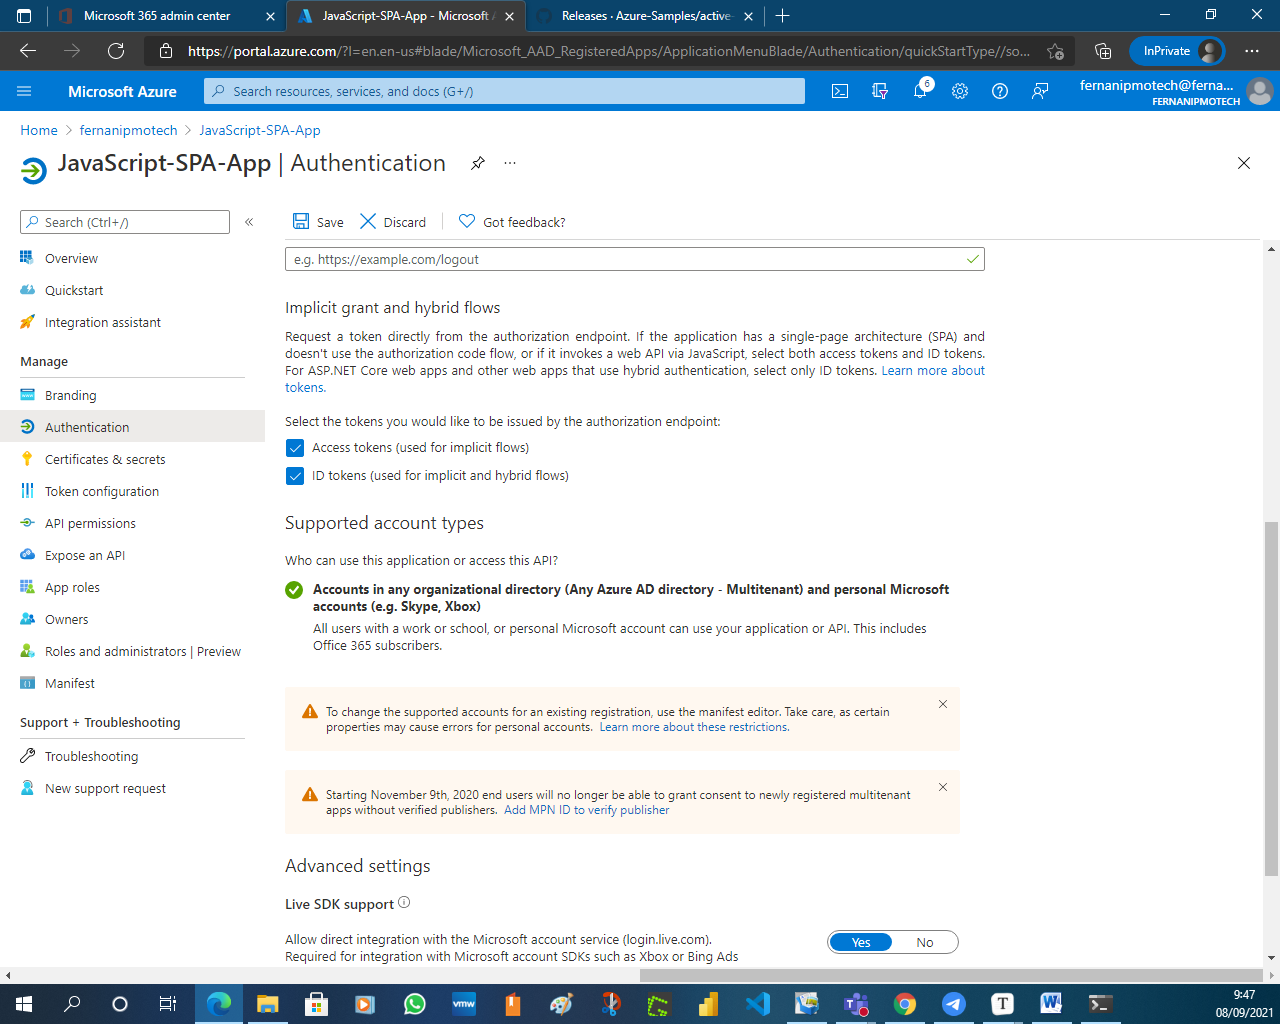 Microsoft 365 admin center
JavaScript-SPA-App - Microsoft A
Releases · Azure-Samples/active-
https://portal.azure.com/?l=en.en-us#blade/Microsoft_AAD_RegisteredApps/ApplicationMenuBlade/Authentication/quickStartType//so...
InPrivate
Microsoft Azure
Search resources, services, and docs (G+/)
6
fernanipmotech@ferna...
FERNANIPMOTECH
Home > fernanipmotech > JavaScript-SPA-App
JavaScript-SPA-App | Authentication
Search (Ctrl+/)
«
Save
Discard
Got feedback?
Overview
Quickstart
Integration assistant
Manage
Branding
Authentication
Certificates & secrets
Token configuration
API permissions
Expose an API
App roles
Owners
Roles and administrators | Preview
Manifest
Support + Troubleshooting
Troubleshooting
New support request
e.g. https://example.com/logout
Implicit grant and hybrid flows
Request a token directly from the authorization endpoint. If the application has a single-page architecture (SPA) and
doesn't use the authorization code flow, or if it invokes a web API via JavaScript, select both access tokens and ID tokens.
For ASP.NET Core web apps and other web apps that use hybrid authentication, select only ID tokens. Learn more about
tokens.
Select the tokens you would like to be issued by the authorization endpoint:
Access tokens (used for implicit flows)
ID tokens (used for implicit and hybrid flows)
Supported account types
Who can use this application or access this API?
Accounts in any organizational directory (Any Azure AD directory - Multitenant) and personal Microsoft
accounts (e.g. Skype, Xbox)
All users with a work or school, or personal Microsoft account can use your application or API. This includes
Office 365 subscribers.
To change the supported accounts for an existing registration, use the manifest editor. Take care, as certain
properties may cause errors for personal accounts. Learn more about these restrictions.
Starting November 9th, 2020 end users will no longer be able to grant consent to newly registered multitenant
apps without verified publishers. Add MPN ID to verify publisher
Advanced settings
Live SDK support
Allow direct integration with the Microsoft account service (login.live.com).
Required for integration with Microsoft account SDKs such as Xbox or Bing Ads
Yes
No
vmw
T
W
9:47
08/09/2021